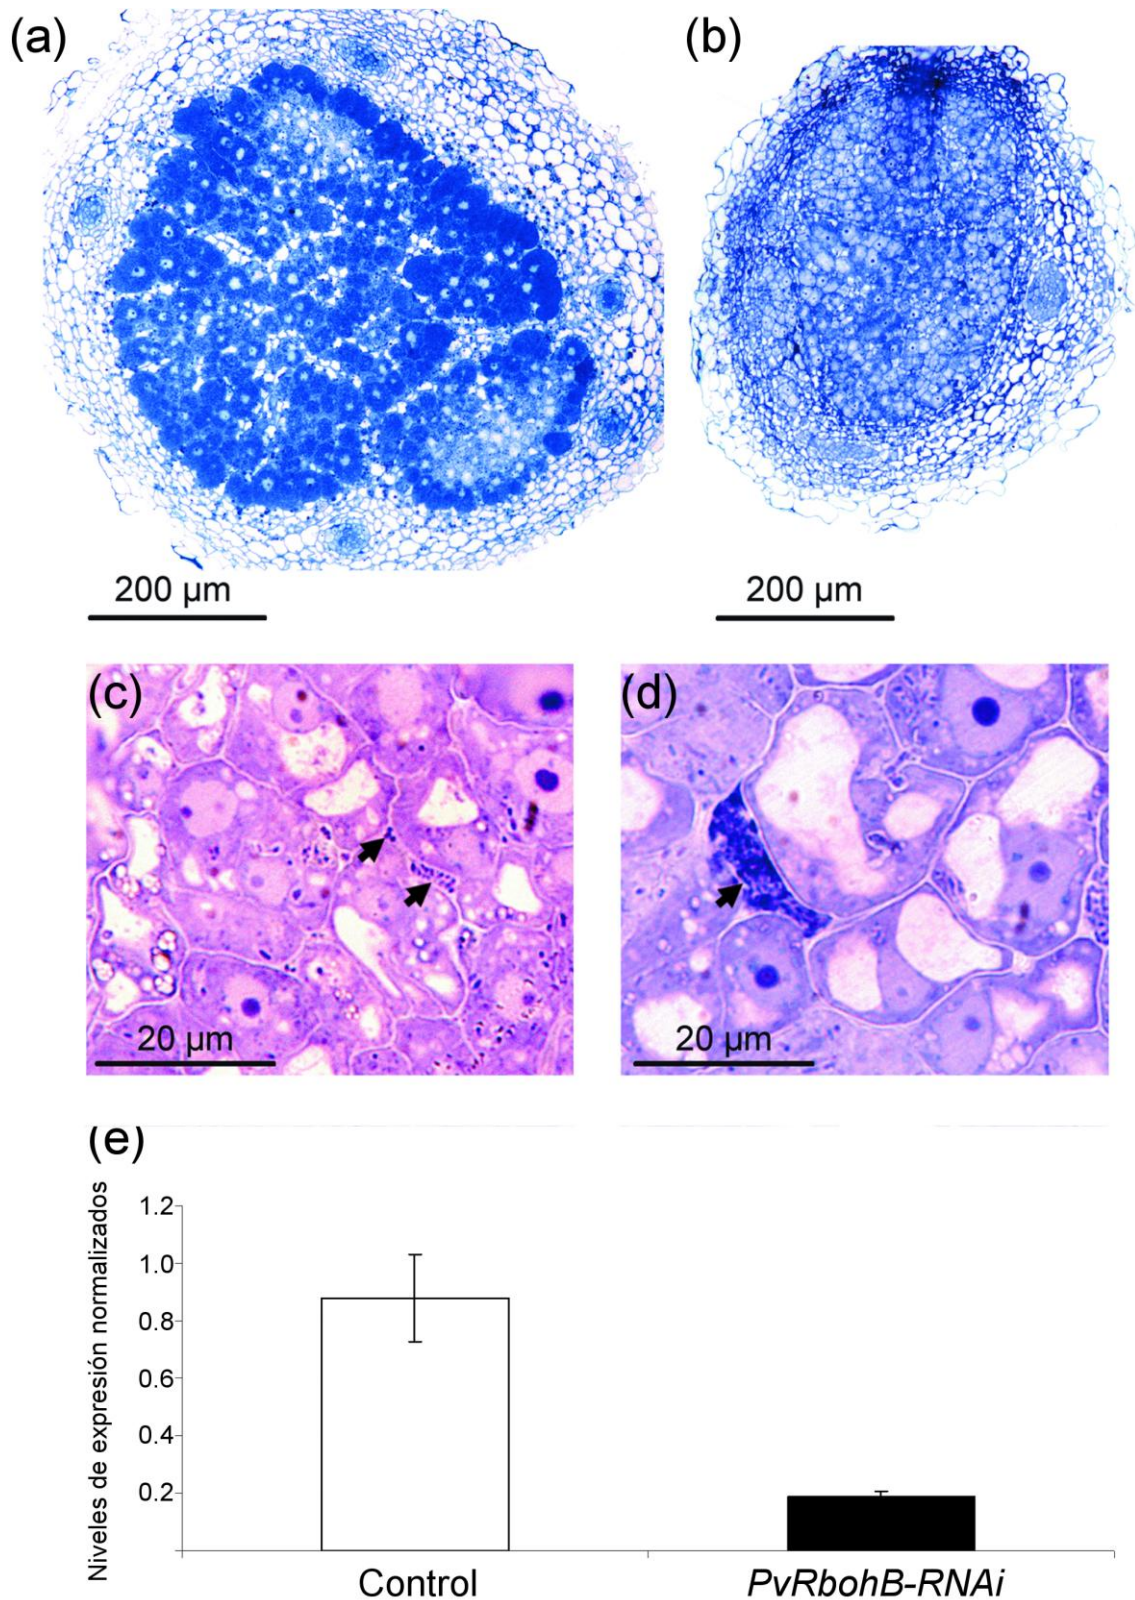 (a)
(b)
200 µm
200 µm
(c)
(d)
20 µm
20 µm
(e)
Niveles de expresión normalizados
1.2
1.0
0.8
0.6
0.4
0.2
Control
PvRbohB-RNAi